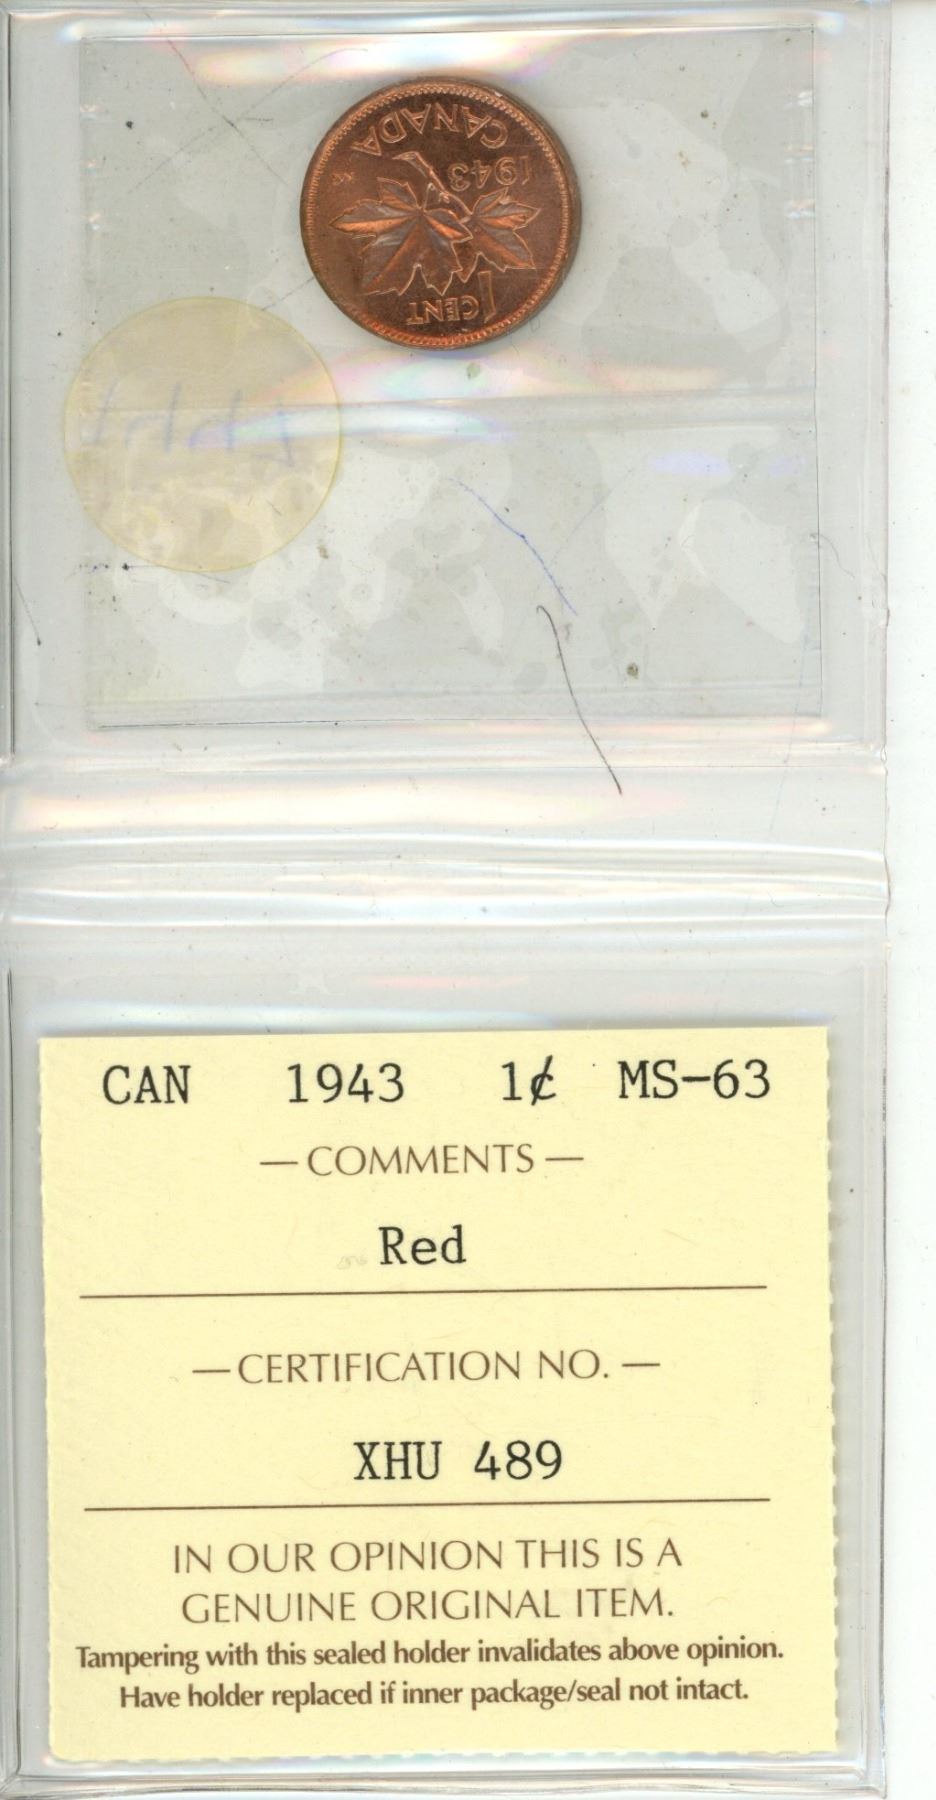 CANADA
1943
K·G
1 CENT
CAN 1943 1¢ MS-63
— COMMENTS —
Red
— CERTIFICATION NO. —
XHU 489
IN OUR OPINION THIS IS A
GENUINE ORIGINAL ITEM.
Tampering with this sealed holder invalidates above opinion.
Have holder replaced if inner package/seal not intact.